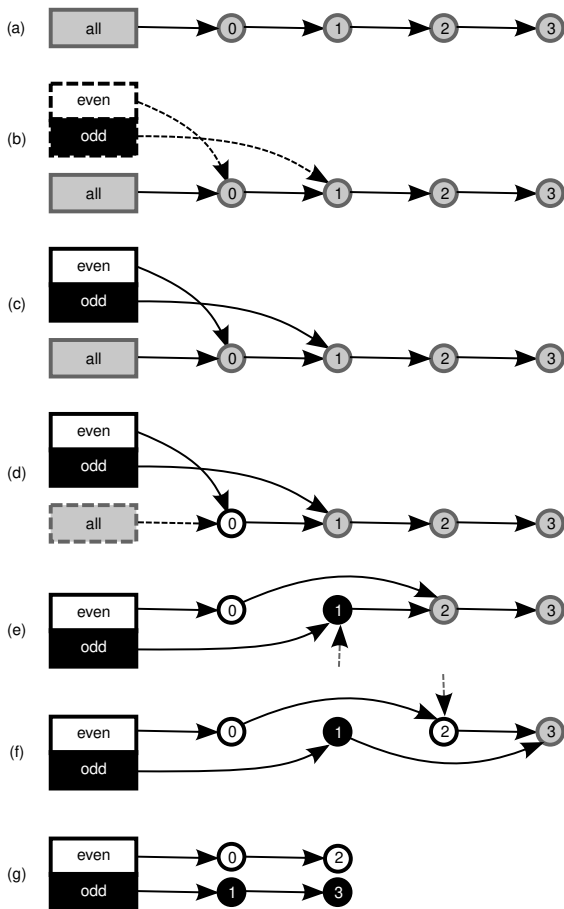 (a) all 0 1 2 3
even
(b) odd
all 0 1 2 3
even
(c) odd
all 0 1 2 3
even
(d) odd
all 0 1 2 3
even 0 1 2 3
(e) odd
even 0 1 2 3
(f) odd
(g) even 0 2
odd 1 3